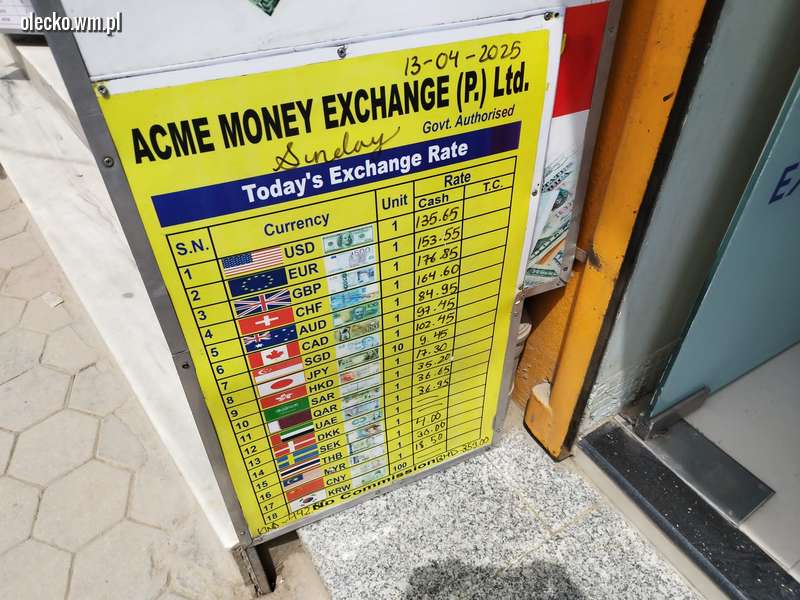 olecko.wm.pl
13-04-2025
ACME MONEY EXCHANGE (P.) Ltd.
Sunday Govt. Authorised
Today's Exchange Rate
S.N. Currency Unit Rate
Cash T.C.
1 USD 1 135.65
2 EUR 1 153.55
3 GBP 1 176.85
4 CHF 1 164.60
5 AUD 1 84.95
6 CAD 1 97.45
7 SGD 1 102.45
8 JPY 10 9.45
9 HKD 1 17.30
10 SAR 1 35.20
11 QAR 1 36.65
12 UAE 1 36.95
13 DKK 1 —
14 SEK 1 —
15 THB 1 4.00
16 MYR 1
17 CNY 1 18.50
18 KRW 100
No Commission